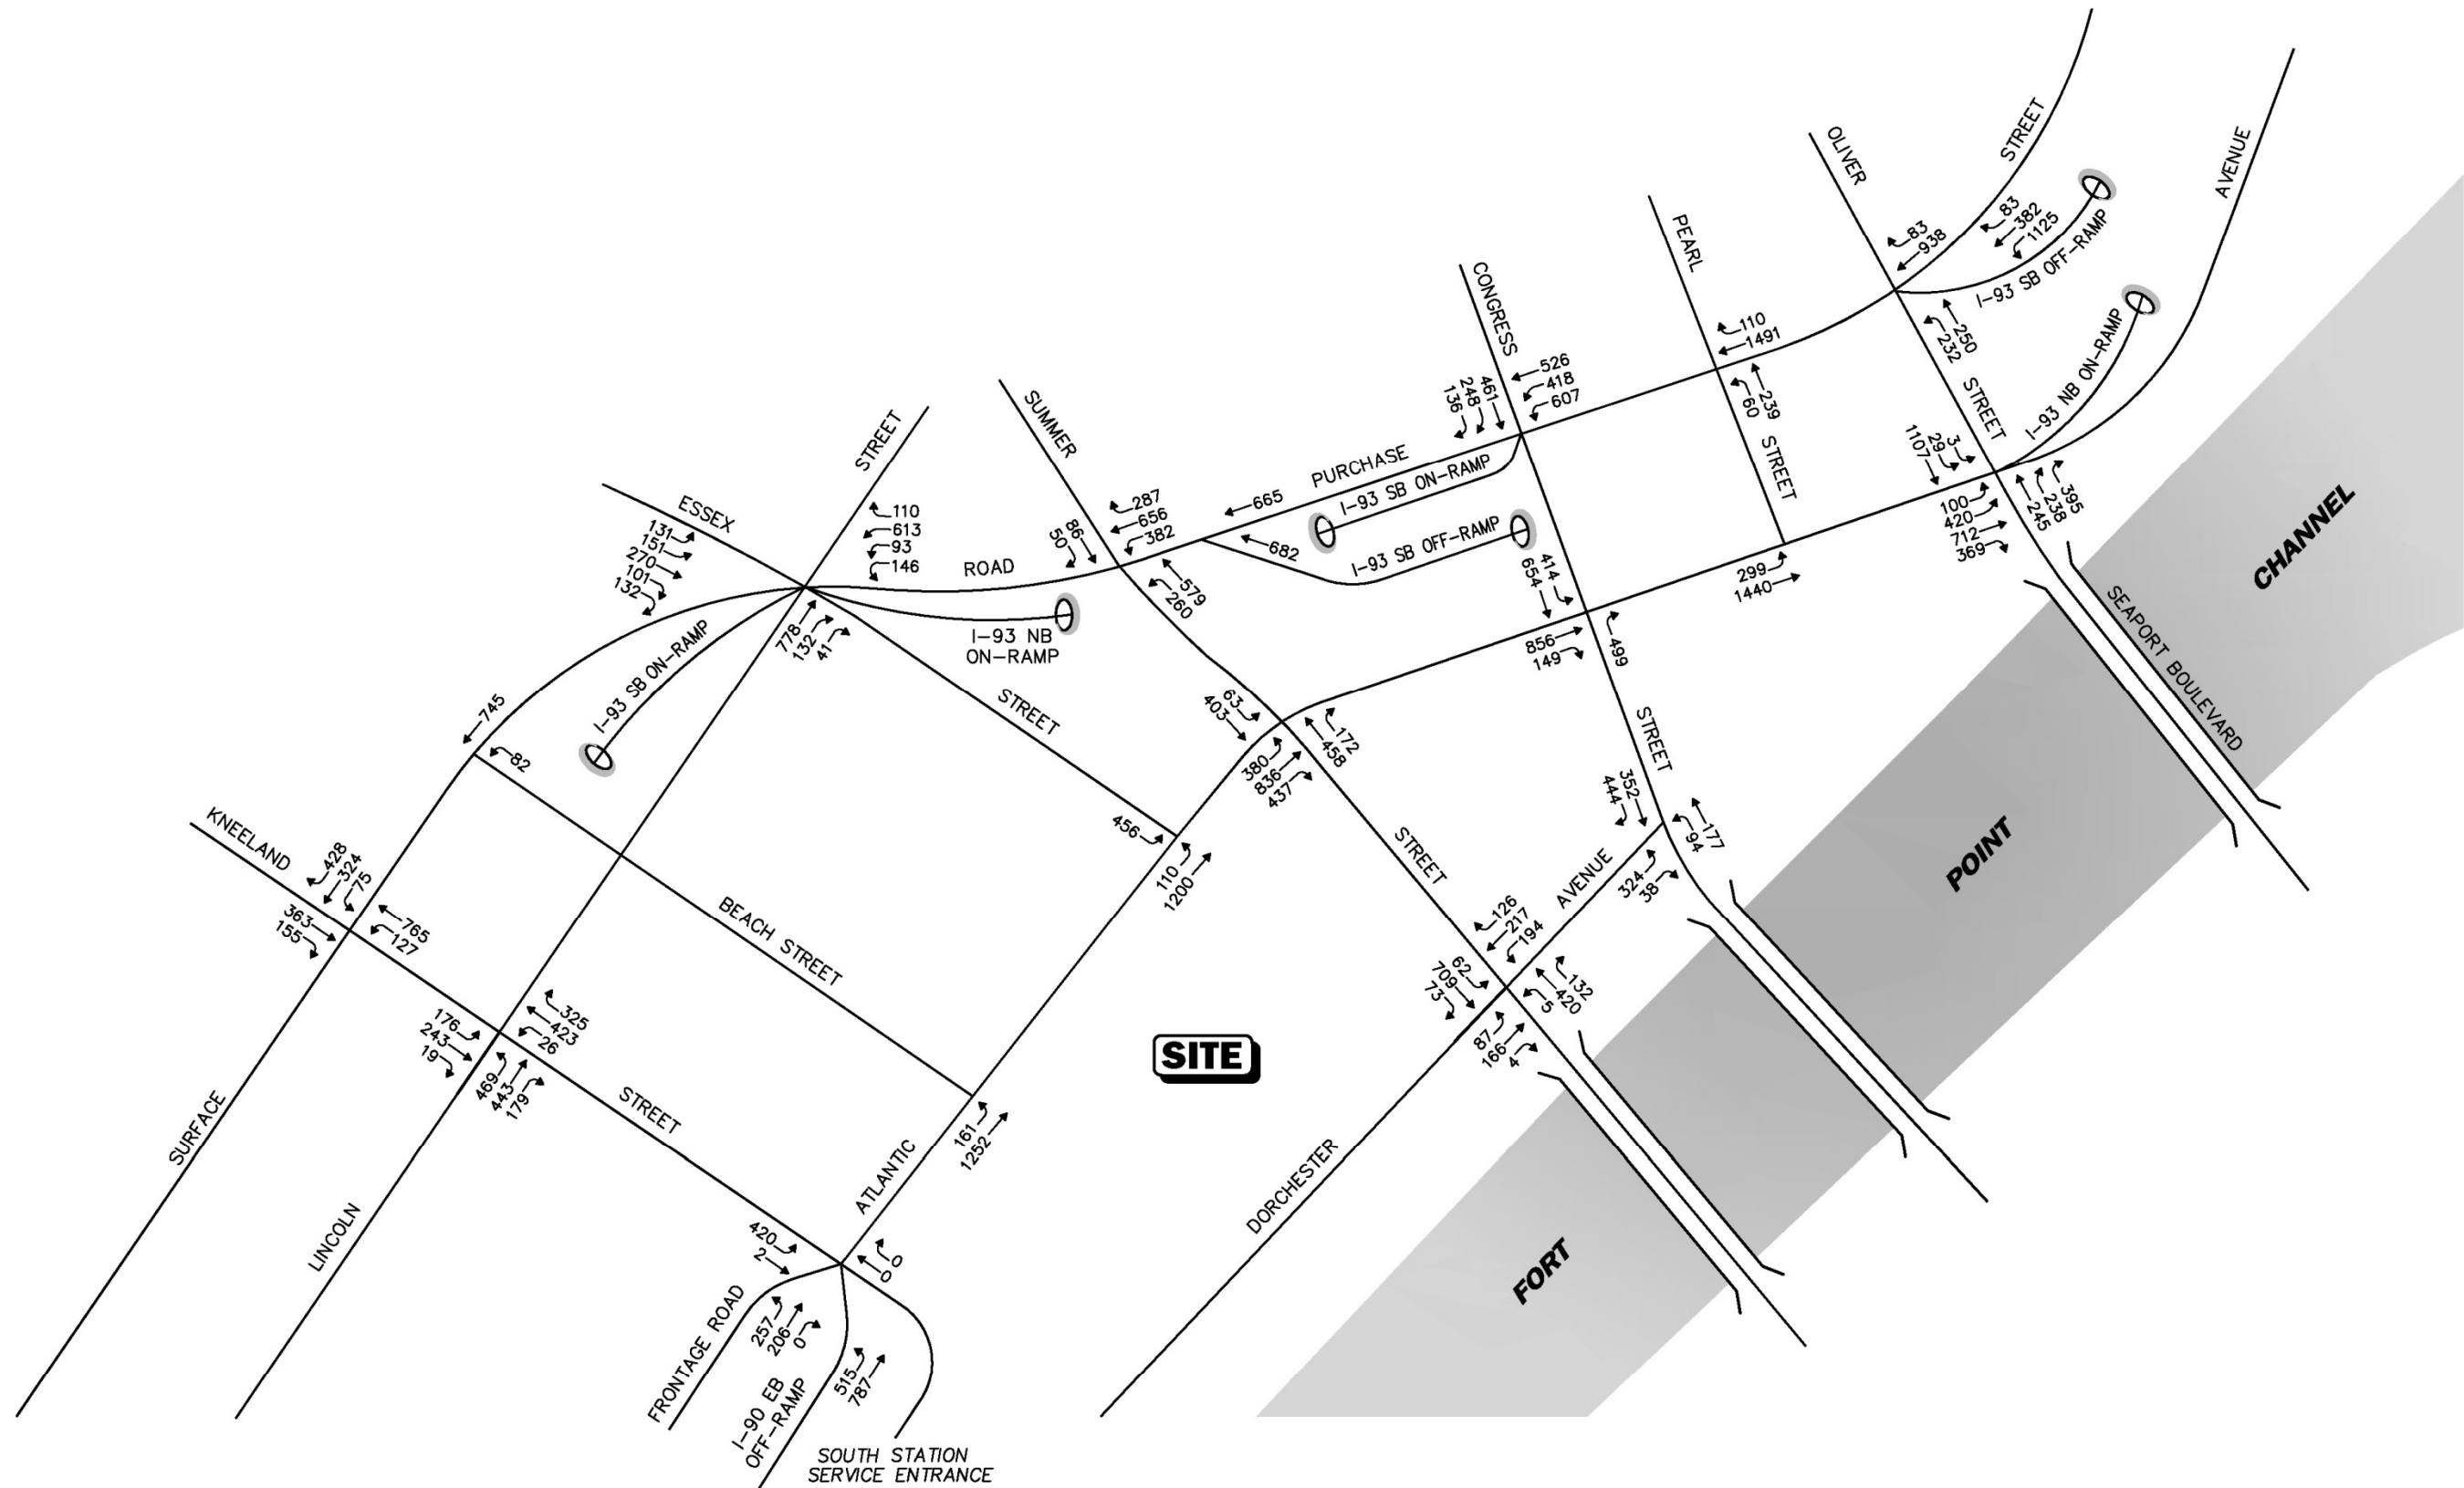 OLIVER
STREET
AVENUE
83
382
1125
I-93 SB OFF-RAMP
83
938
PEARL
250
232
STREET
I-93 NB ON-RAMP
CONGRESS
110
1491
239
60
STREET
526
418
607
461
248
136
3
29
1107
395
238
245
100
420
712
369
CHANNEL
SEAPORT BOULEVARD
SUMMER
STREET
ESSEX
131
151
270
101
132
110
613
93
146
ROAD
86
50
287
656
382
665
PURCHASE
I-93 SB ON-RAMP
I-93 SB OFF-RAMP
682
579
260
414
654
299
1440
856
149
499
I-93 NB
ON-RAMP
778
132
41
I-93 SB ON-RAMP
STREET
745
82
63
403
172
458
380
836
437
STREET
352
444
177
94
KNEELAND
428
324
75
363
155
765
127
456
110
1200
STREET
AVENUE
324
38
POINT
BEACH STREET
126
217
194
62
709
73
132
420
5
87
166
4
176
243
19
325
423
26
469
443
179
SITE
STREET
161
1252
SURFACE
ATLANTIC
LINCOLN
DORCHESTER
FORT
420
2
0
0
257
206
0
FRONTAGE ROAD
515
787
I-90 EB
OFF-RAMP
SOUTH STATION
SERVICE ENTRANCE